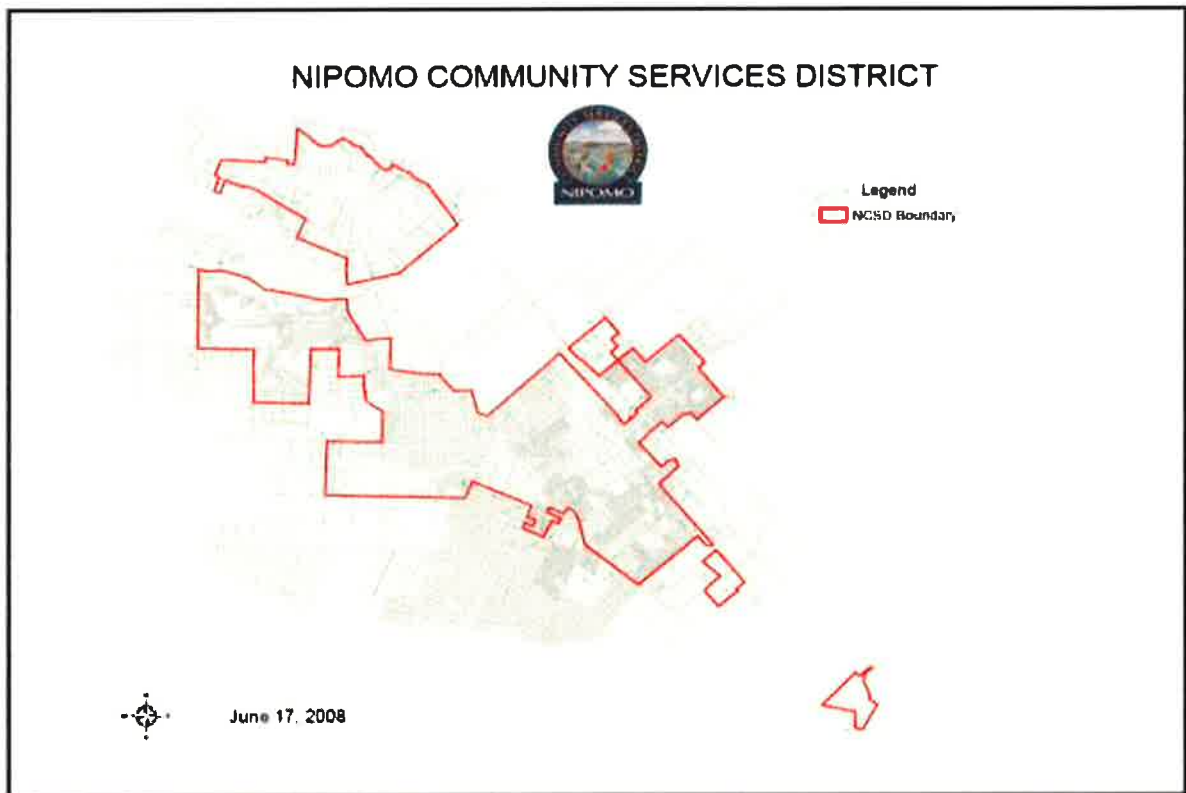 NIPOMO COMMUNITY SERVICES DISTRICT
NIPOMO
Legend
NCSD Boundary
June 17, 2008